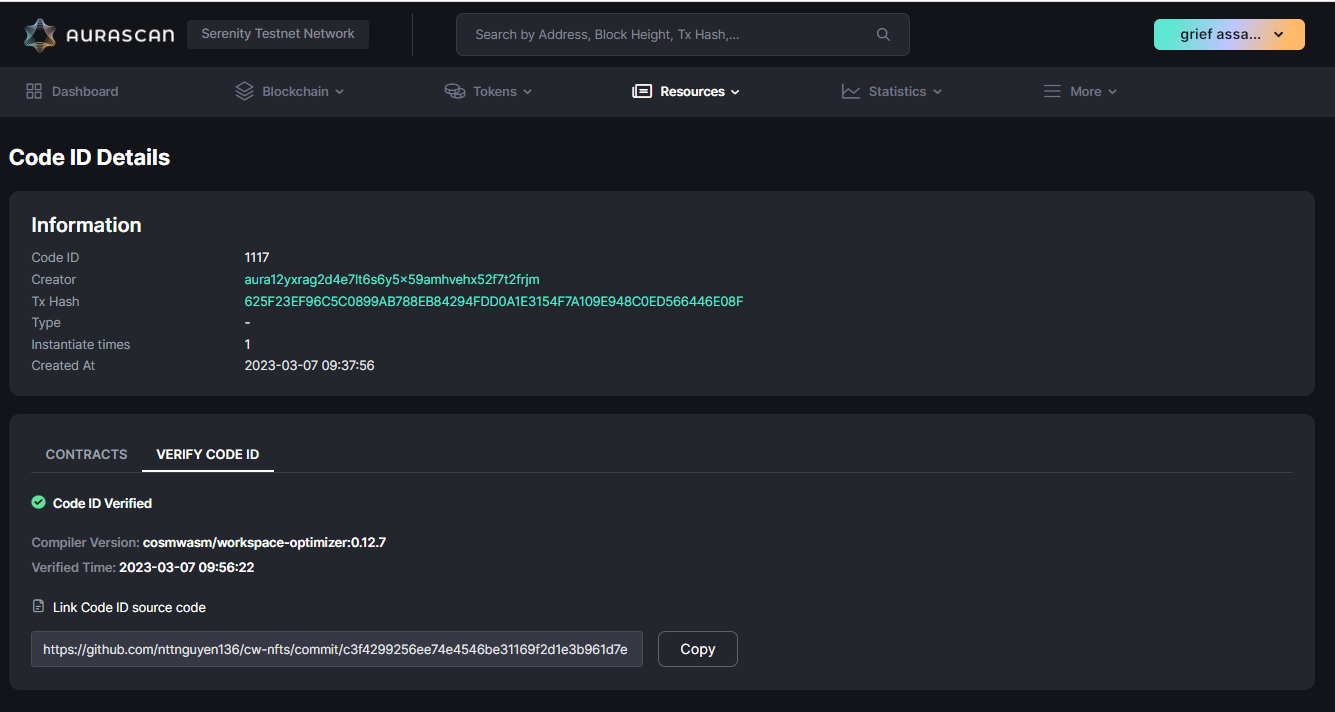 AURASCAN
Serenity Testnet Network
Search by Address, Block Height, Tx Hash,...
grief assa...
Dashboard
Blockchain
Tokens
Resources
Statistics
More
Code ID Details
Information
Code ID 1117
Creator aura12yxrag2d4e7lt6s6y5x59amhvehx52f7t2frjm
Tx Hash 625F23EF96C5C0899AB788EB84294FDD0A1E3154F7A109E948C0ED566446E08F
Type -
Instantiate times 1
Created At 2023-03-07 09:37:56
CONTRACTS
VERIFY CODE ID
Code ID Verified
Compiler Version: cosmwasm/workspace-optimizer:0.12.7
Verified Time: 2023-03-07 09:56:22
Link Code ID source code
https://github.com/nttnguyen136/cw-nfts/commit/c3f4299256ee74e4546be31169f2d1e3b961d7e
Copy